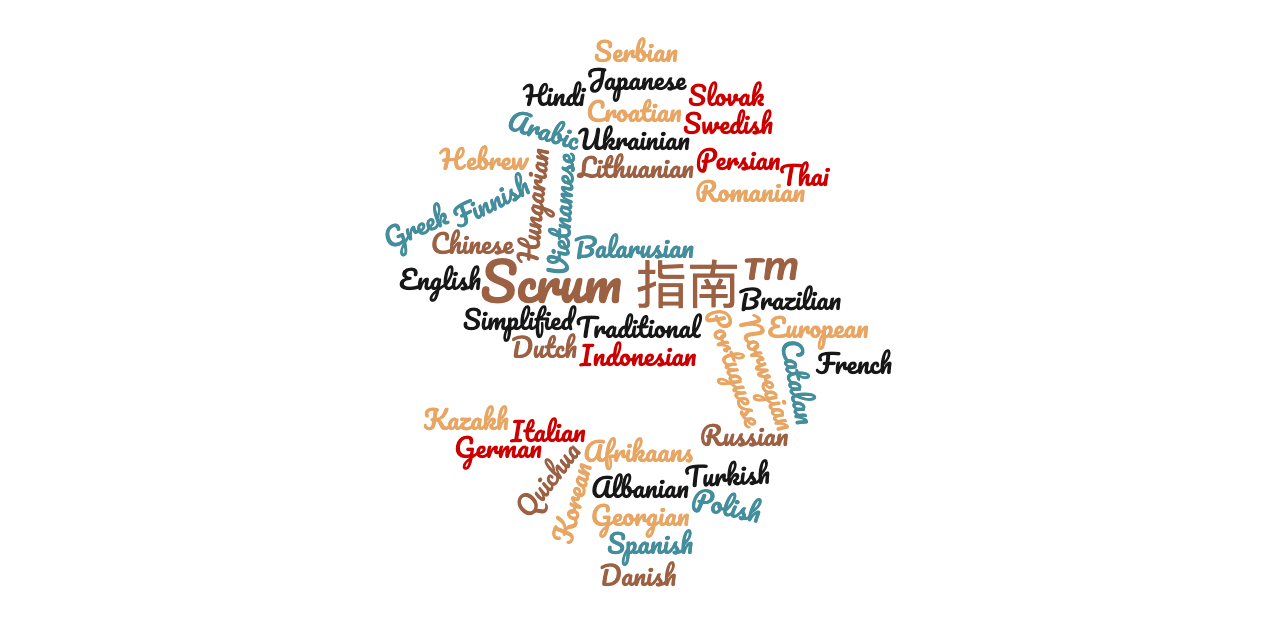 Serbian
Japanese
Hindi
Slovak
Croatian
Swedish
Arabic
Ukrainian
Hebrew
Lithuanian
Persian
Thai
Romanian
Hungarian
Vietnamese
Finnish
Greek
Chinese
Balarusian
English
Scrum 指南™
Brazilian
Simplified
Traditional
European
Portuguese
Norwegian
Catalan
Dutch
Indonesian
French
Kazakh
Italian
Russian
German
Afrikaans
Quichua
Korean
Albanian
Turkish
Polish
Georgian
Spanish
Danish